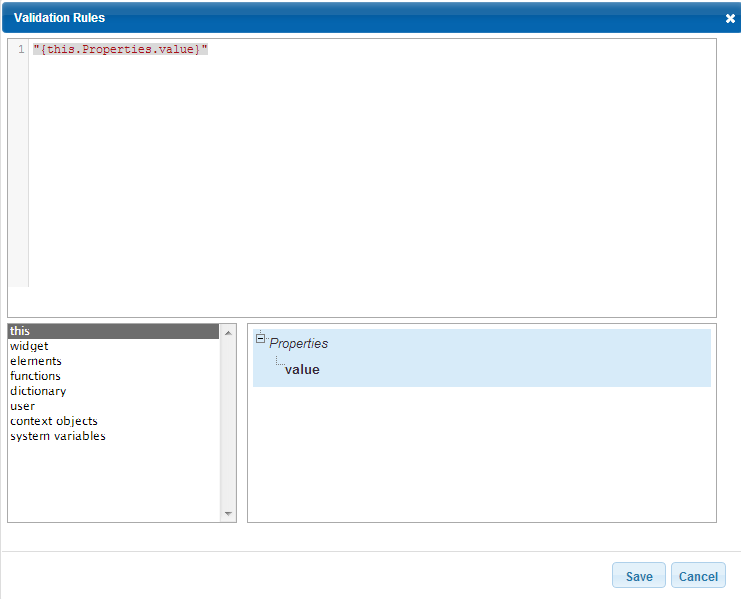 Validation Rules
1 "{this.Properties.value}"
this
widget
elements
functions
dictionary
user
context objects
system variables
Properties
value
Save Cancel